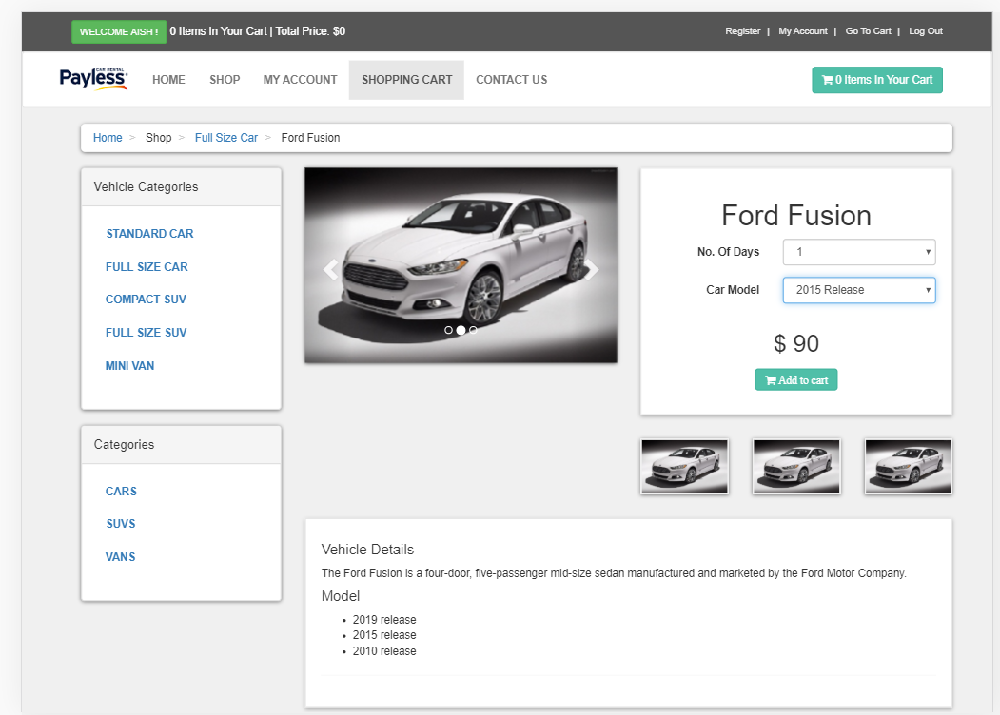 WELCOME AISH ! 0 Items In Your Cart | Total Price: $0
Register | My Account | Go To Cart | Log Out
CAR RENTAL
Payless
HOME SHOP MY ACCOUNT SHOPPING CART CONTACT US
0 Items In Your Cart
Home > Shop > Full Size Car > Ford Fusion
Vehicle Categories
STANDARD CAR
FULL SIZE CAR
COMPACT SUV
FULL SIZE SUV
MINI VAN
Categories
CARS
SUVS
VANS
Ford Fusion
No. Of Days 1
Car Model 2015 Release
$ 90
Add to cart
Vehicle Details
The Ford Fusion is a four-door, five-passenger mid-size sedan manufactured and marketed by the Ford Motor Company.
Model
• 2019 release
• 2015 release
• 2010 release